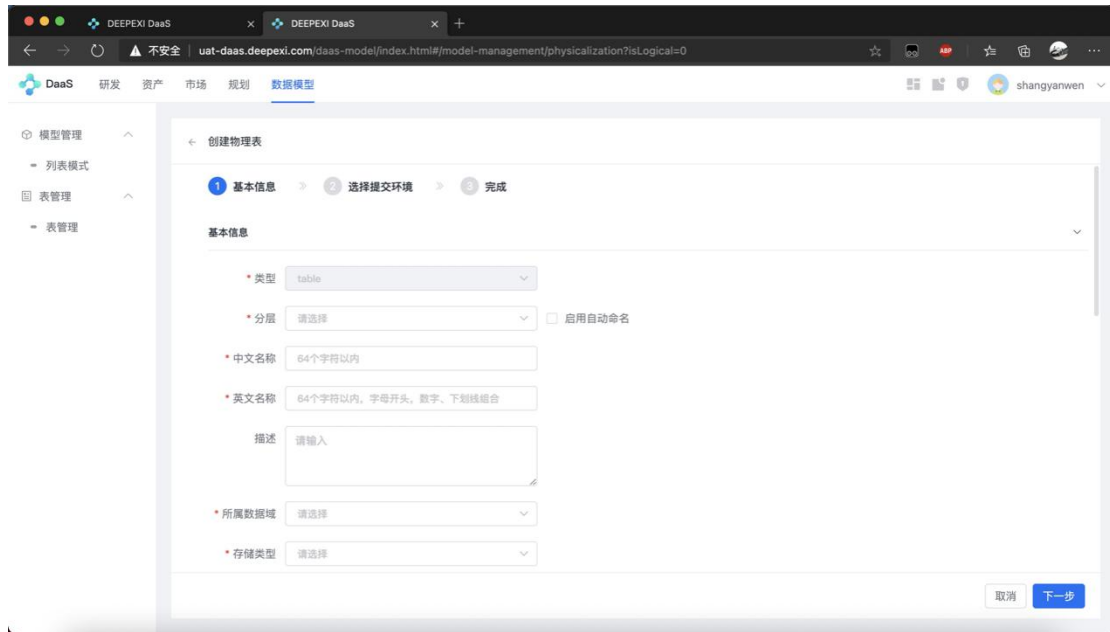 DEEPEXI DaaS
DEEPEXI DaaS
不安全 uat-daas.deepexi.com/daas-model/index.html#/model-management/physicalization?isLogical=0
ABP
DaaS 研发 资产 市场 规划 数据模型 shangyanwen
模型管理
列表模式
表管理
表管理
创建物理表
1 基本信息 2 选择提交环境 3 完成
基本信息
* 类型 table
* 分层 请选择 启用自动命名
* 中文名称 64个字符以内
* 英文名称 64个字符以内，字母开头，数字、下划线组合
描述 请输入
* 所属数据域 请选择
* 存储类型 请选择
取消 下一步